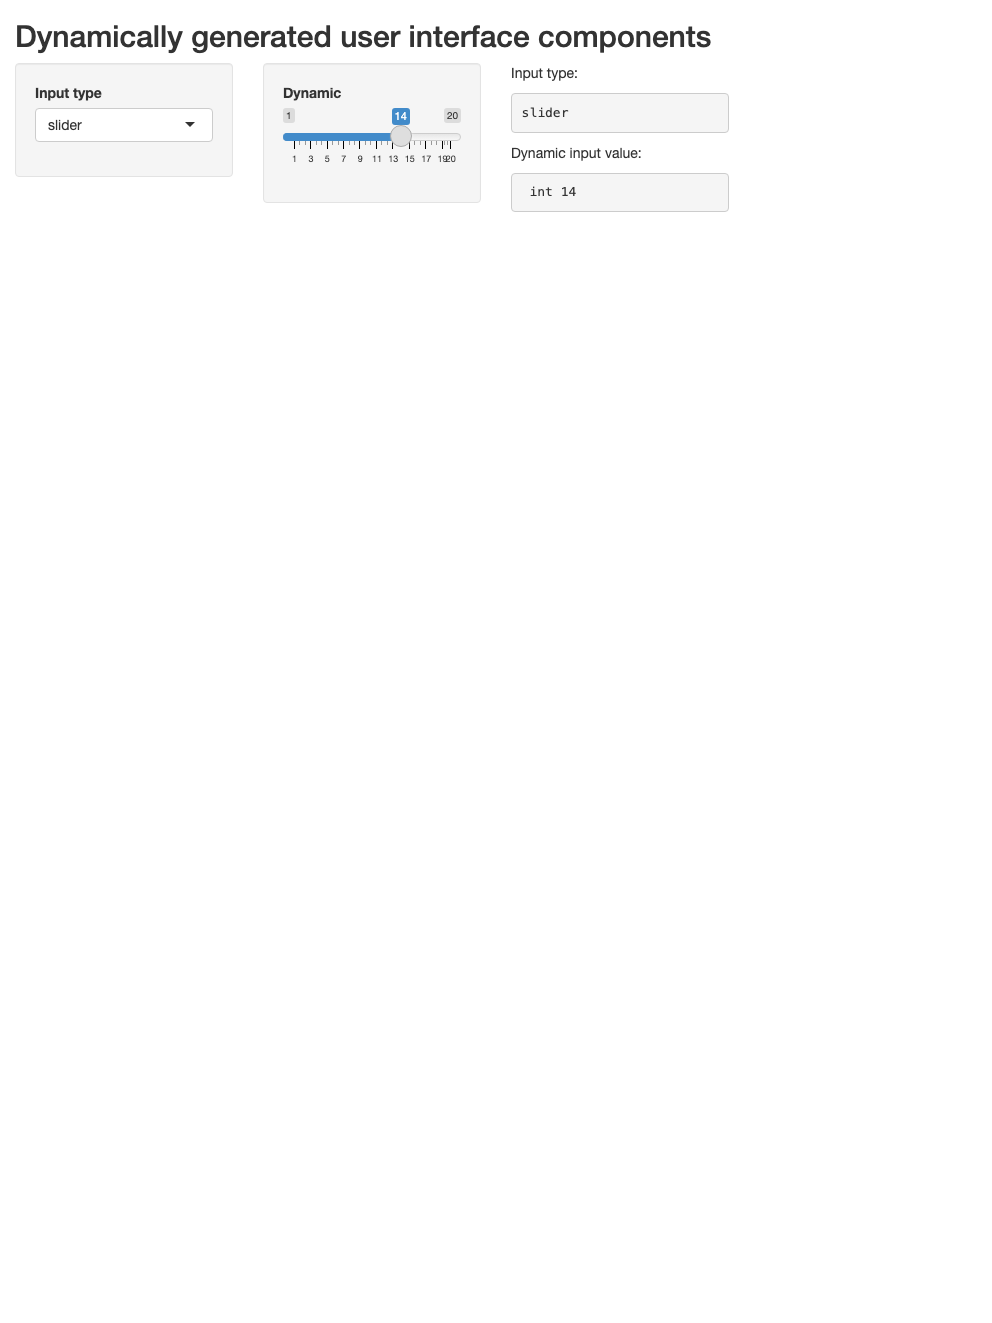 Dynamically generated user interface components
Input type
slider
Dynamic
1 14 20
1 3 5 7 9 11 13 15 17 19 20
Input type:
slider
Dynamic input value:
int 14